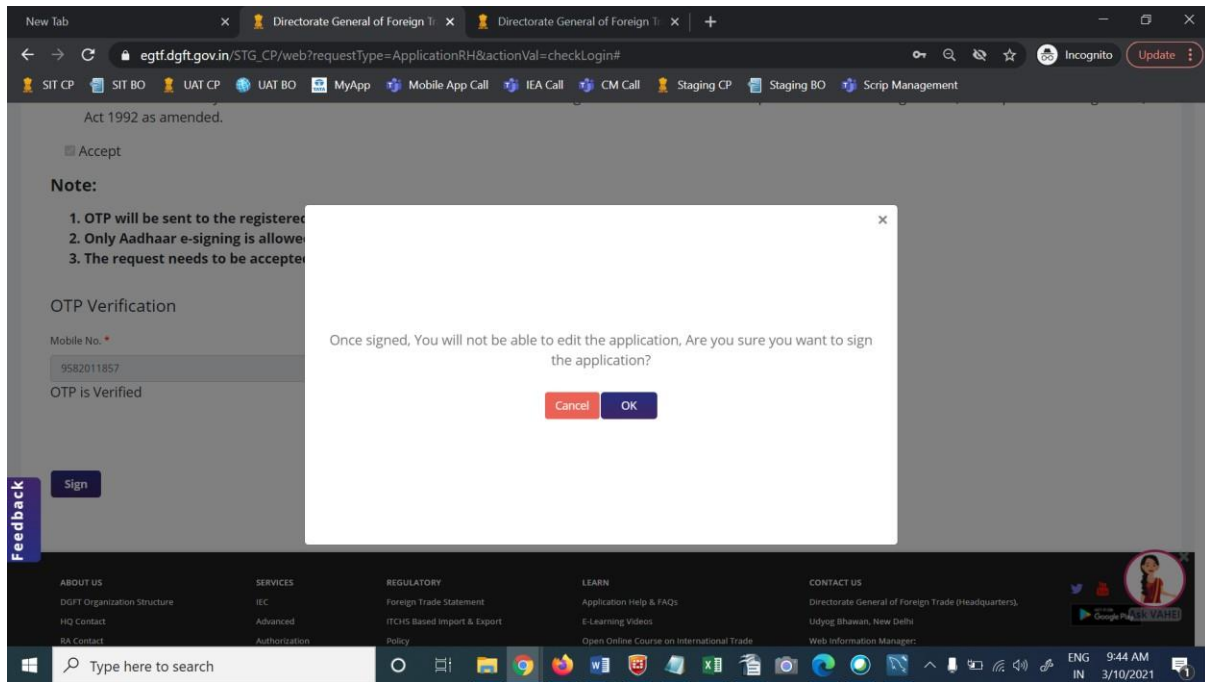 New Tab
Directorate General of Foreign Tr
Directorate General of Foreign Tr
egtf.dgft.gov.in/STG_CP/web?requestType=ApplicationRH&actionVal=checkLogin#
Incognito
Update
SIT CP SIT BO UAT CP UAT BO MyApp Mobile App Call IEA Call CM Call Staging CP Staging BO Scrip Management
Act 1992 as amended.
Accept
Note:
1. OTP will be sent to the registered
2. Only Aadhaar e-signing is allowe
3. The request needs to be accepte
OTP Verification
Mobile No. *
9582011857
OTP is Verified
Once signed, You will not be able to edit the application, Are you sure you want to sign
the application?
Cancel OK
Sign
Feedback
ABOUT US SERVICES REGULATORY LEARN CONTACT US
DGFT Organization Structure IEC Foreign Trade Statement Application Help & FAQs Directorate General of Foreign Trade (Headquarters),
HQ Contact Advanced ITCHS Based Import & Export E-Learning Videos Udyog Bhawan, New Delhi
RA Contact Authorization Policy Open Online Course on International Trade Web Information Manager:
Ask VAHEI
Type here to search
ENG 9:44 AM
IN 3/10/2021